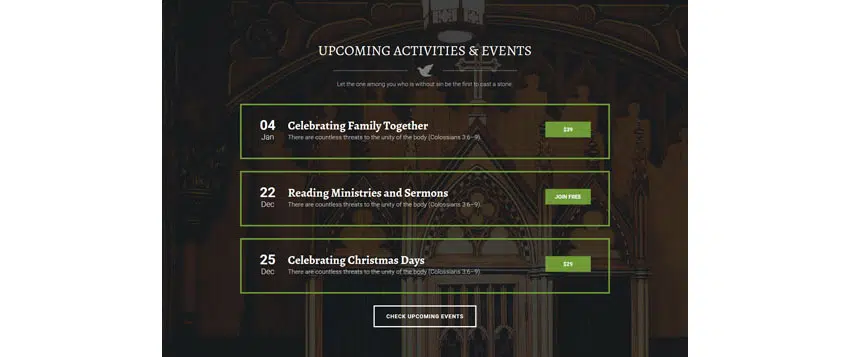 UPCOMING ACTIVITIES & EVENTS
Let the one among you who is without sin be the first to cast a stone.
04
Jan
Celebrating Family Together
There are countless threats to the unity of the body (Colossians 3:6–9).
$39
22
Dec
Reading Ministries and Sermons
There are countless threats to the unity of the body (Colossians 3:6–9).
JOIN FREE
25
Dec
Celebrating Christmas Days
There are countless threats to the unity of the body (Colossians 3:6–9).
$29
CHECK UPCOMING EVENTS